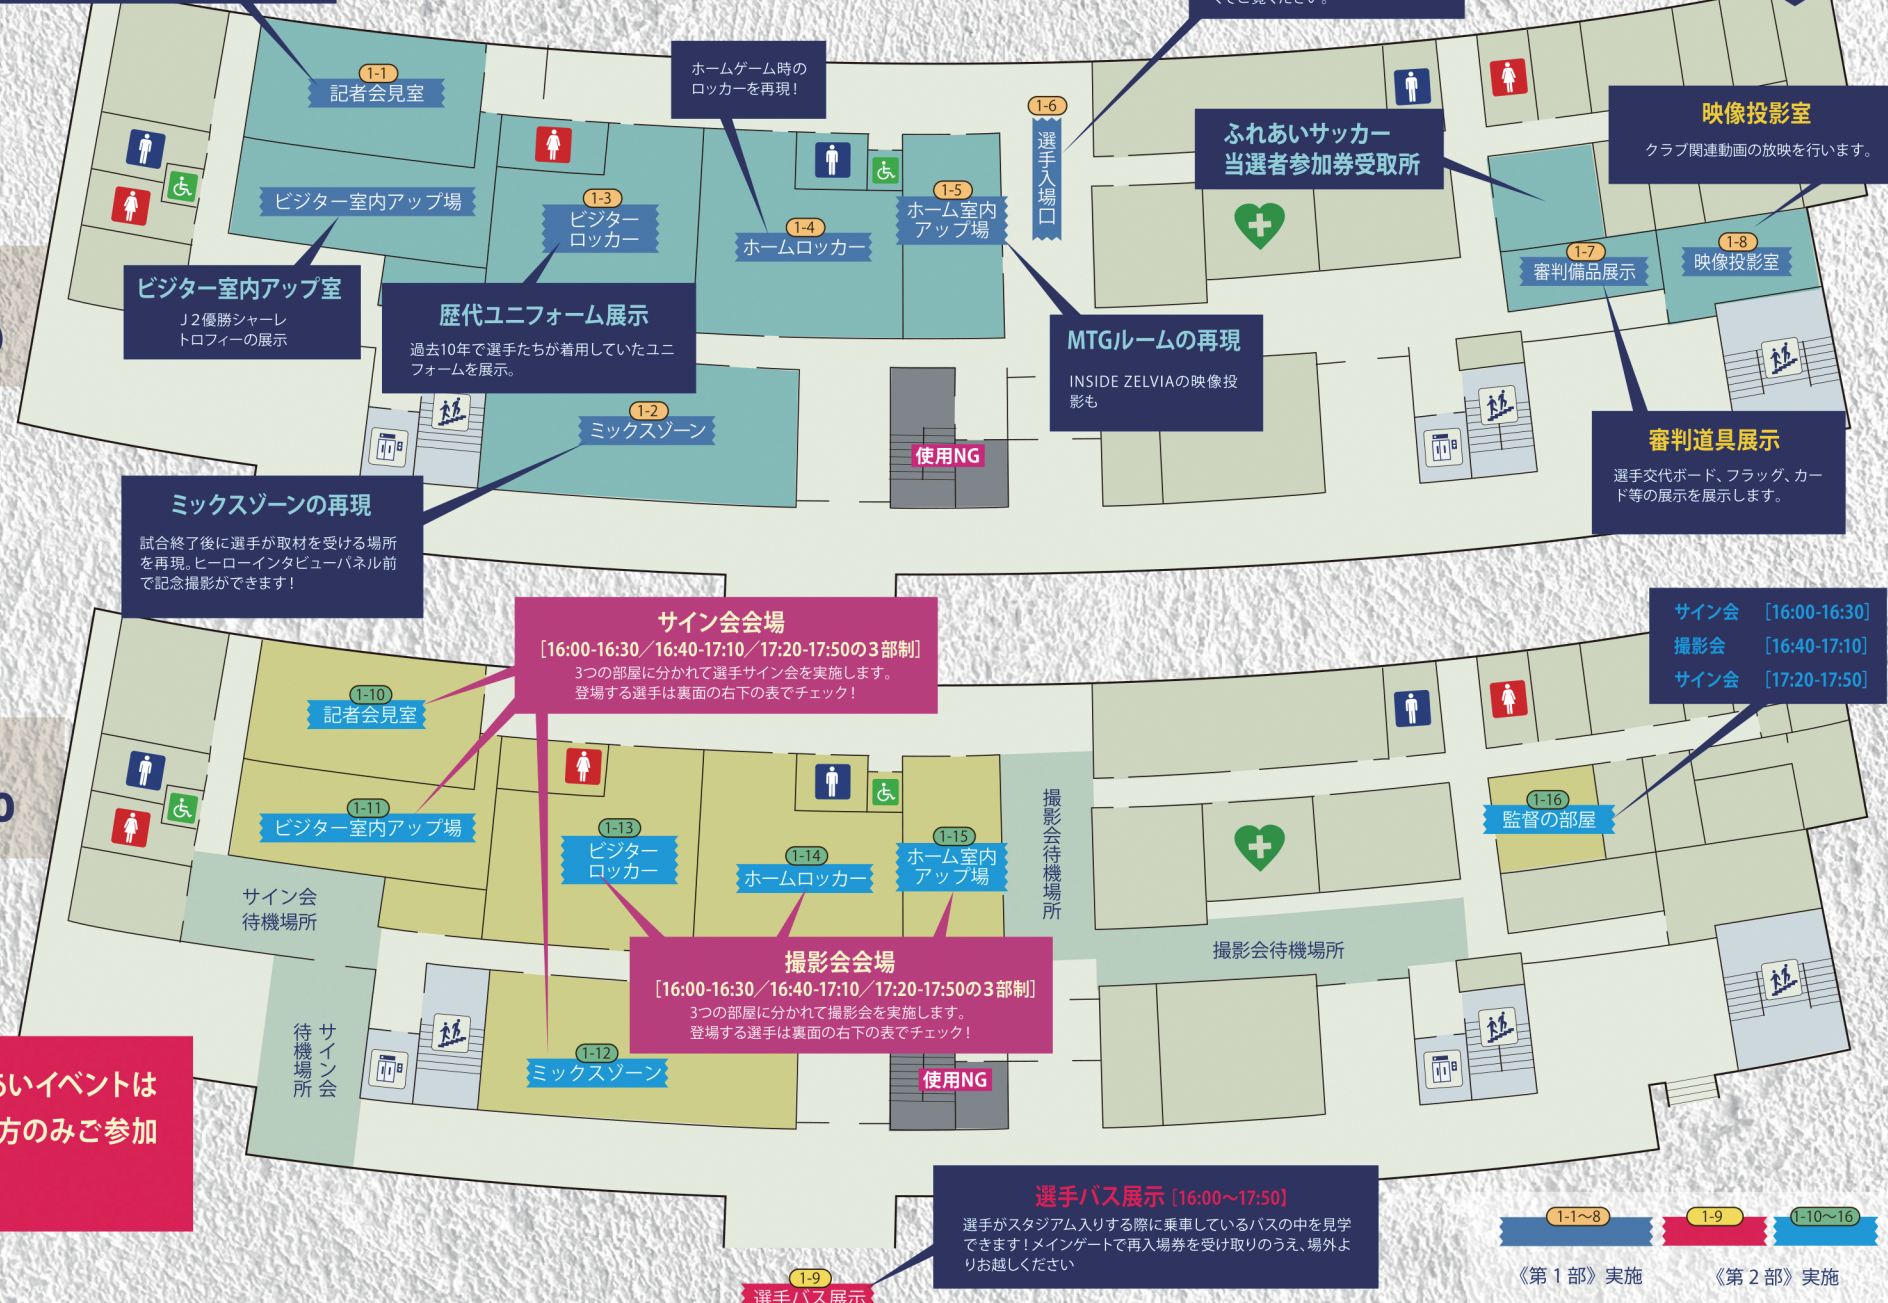 くてご覧ください。
1-1
記者会見室
ホームゲーム時の
ロッカーを再現！
1-6
選手入場口
ふれあいサッカー
当選者参加券受取所
映像投影室
クラブ関連動画の放映を行います。
ビジター室内アップ場
1-3
ビジター
ロッカー
1-4
ホームロッカー
1-5
ホーム室内
アップ場
1-7
審判備品展示
1-8
映像投影室
ビジター室内アップ室
J2優勝シャーレ
トロフィーの展示
歴代ユニフォーム展示
過去10年で選手たちが着用していたユニ
フォームを展示。
MTGルームの再現
INSIDE ZELVIAの映像投
影も
1-2
ミックスゾーン
使用NG
審判道具展示
選手交代ボード、フラッグ、カー
ド等の展示を展示します。
ミックスゾーンの再現
試合終了後に選手が取材を受ける場所
を再現。ヒーローインタビューパネル前
で記念撮影ができます！
サイン会会場
[16:00-16:30／16:40-17:10／17:20-17:50の3部制]
3つの部屋に分かれて選手サイン会を実施します。
登場する選手は裏面の右下の表でチェック！
サイン会 [16:00-16:30]
撮影会 [16:40-17:10]
サイン会 [17:20-17:50]
1-10
記者会見室
1-11
ビジター室内アップ場
1-13
ビジター
ロッカー
1-14
ホームロッカー
1-15
ホーム室内
アップ場
撮影会待機場所
1-16
監督の部屋
サイン会
待機場所
撮影会待機場所
撮影会会場
[16:00-16:30／16:40-17:10／17:20-17:50の3部制]
3つの部屋に分かれて撮影会を実施します。
登場する選手は裏面の右下の表でチェック！
サイン会
待機場所
1-12
ミックスゾーン
使用NG
いイベントは
方のみご参加
選手バス展示 [16:00～17:50]
選手がスタジアム入りする際に乗車しているバスの中を見学
できます！メインゲートで再入場券を受け取りのうえ、場外よ
りお越しください
1-9
選手バス展示
1-1～8
1-9
1-10～16
《第1部》実施
《第2部》実施